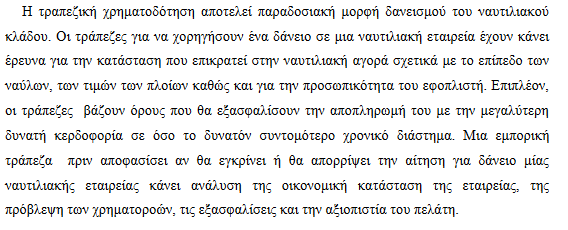 Η τραπεζική χρηματοδότηση αποτελεί παραδοσιακή μορφή δανεισμού του ναυτιλιακού
κλάδου. Οι τράπεζες για να χορηγήσουν ένα δάνειο σε μια ναυτιλιακή εταιρεία έχουν κάνει
έρευνα για την κατάσταση που επικρατεί στην ναυτιλιακή αγορά σχετικά με το επίπεδο των
ναύλων, των τιμών των πλοίων καθώς και για την προσωπικότητα του εφοπλιστή. Επιπλέον,
οι τράπεζες  βάζουν όρους που θα εξασφαλίσουν την αποπληρωμή του με την μεγαλύτερη
δυνατή κερδοφορία σε όσο το δυνατόν συντομότερο χρονικό διάστημα. Μια εμπορική
τράπεζα  πριν αποφασίσει αν θα εγκρίνει ή θα απορρίψει την αίτηση για δάνειο μίας
ναυτιλιακής εταιρείας κάνει ανάλυση της οικονομική κατάσταση της εταιρείας, της
πρόβλεψη των χρηματοροών, τις εξασφαλίσεις και την αξιοπιστία του πελάτη.